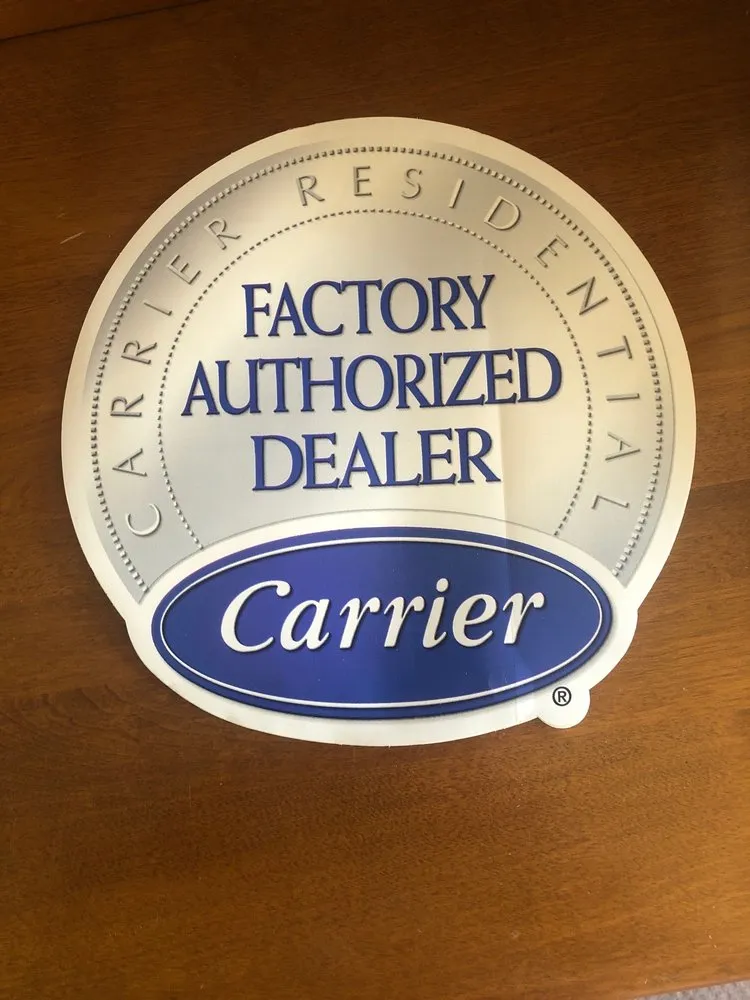 CARRIER RESIDENTIAL
FACTORY
AUTHORIZED
DEALER
Carrier
®